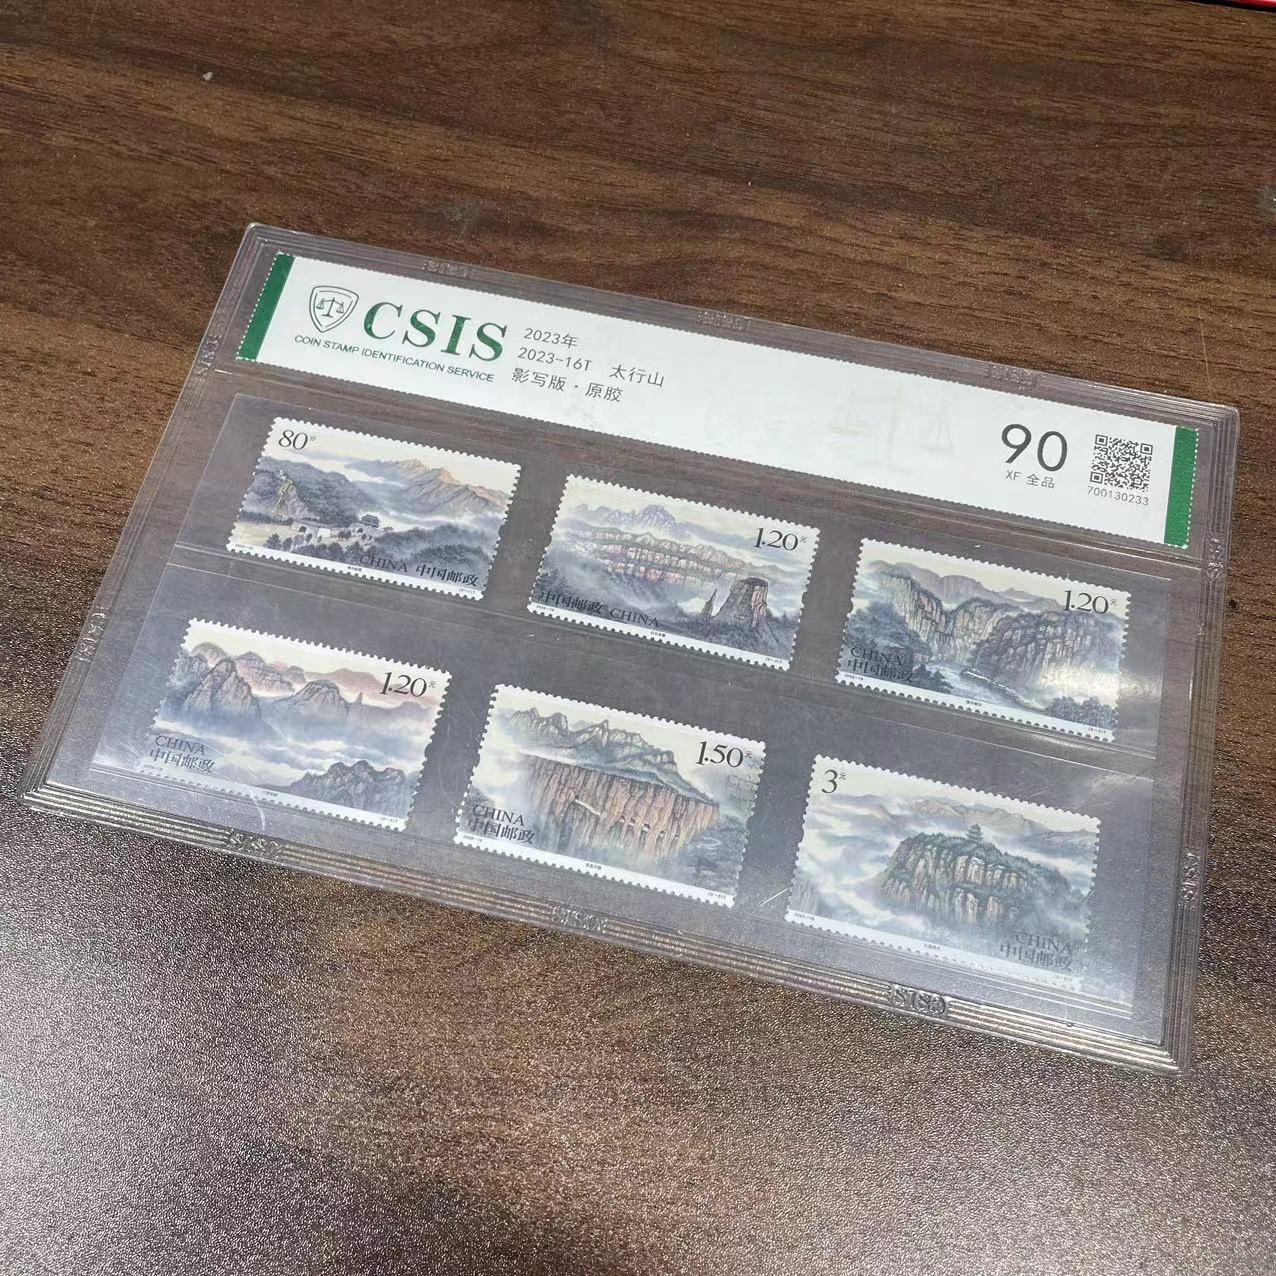 CSIS
COIN STAMP IDENTIFICATION SERVICE
2023年
2023-16T 太行山
影写版·原胶
90
XF 全品
700130233
80分
CHINA 中国邮政
1.20元
中国邮政 CHINA
1.20元
CHINA
中国邮政
1.20元
CHINA
中国邮政
1.50元
CHINA
中国邮政
3元
CHINA
中国邮政